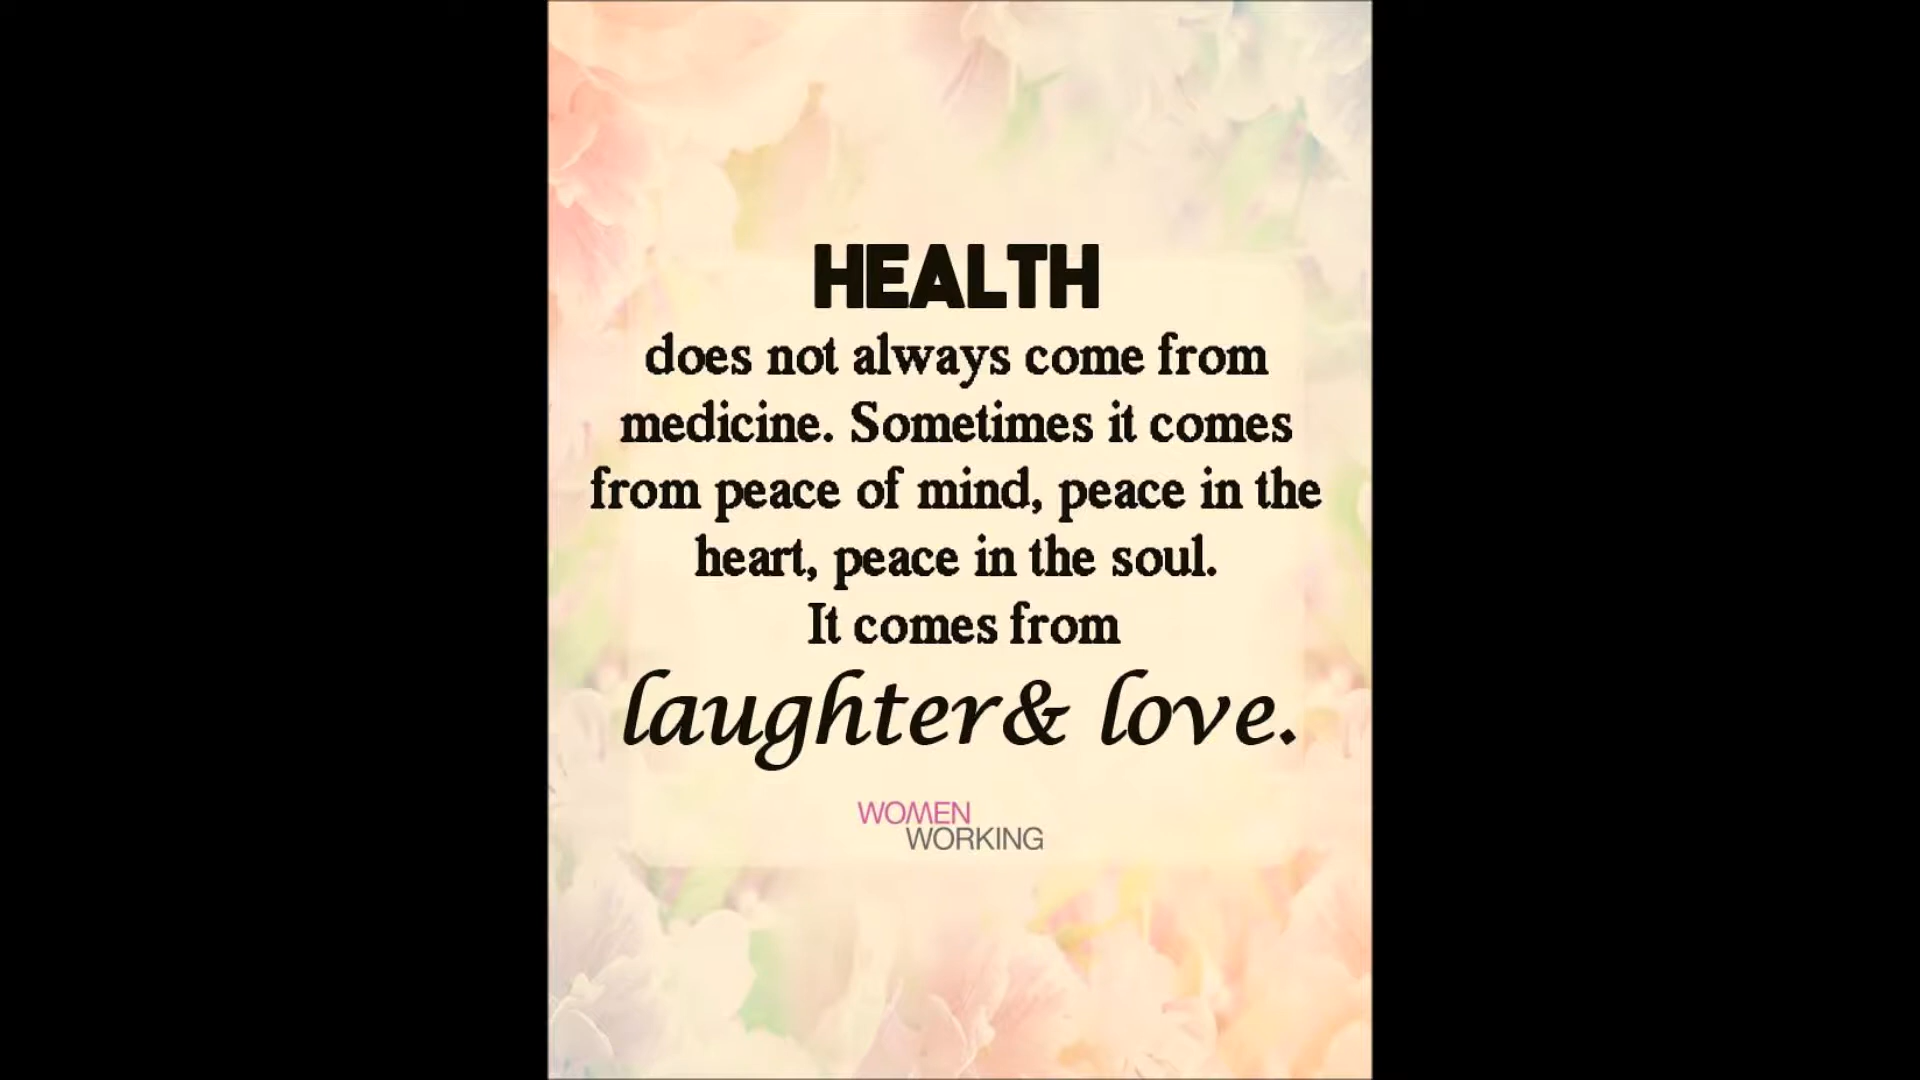 HEALTH
does not always come from
medicine. Sometimes it comes
from peace of mind, peace in the
heart, peace in the soul.
It comes from
laughter& love.
WOMEN
WORKING